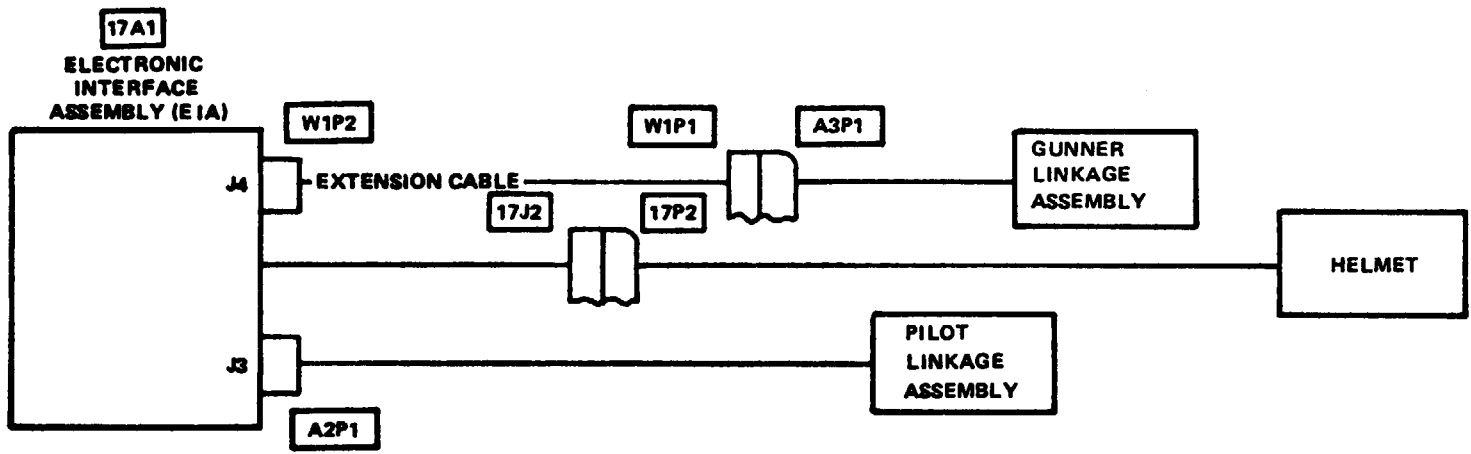 17A1
ELECTRONIC
INTERFACE
ASSEMBLY (EIA)
W1P2
W1P1
A3P1
J4
EXTENSION CABLE
GUNNER
LINKAGE
ASSEMBLY
17J2
17P2
HELMET
J3
PILOT
LINKAGE
ASSEMBLY
A2P1